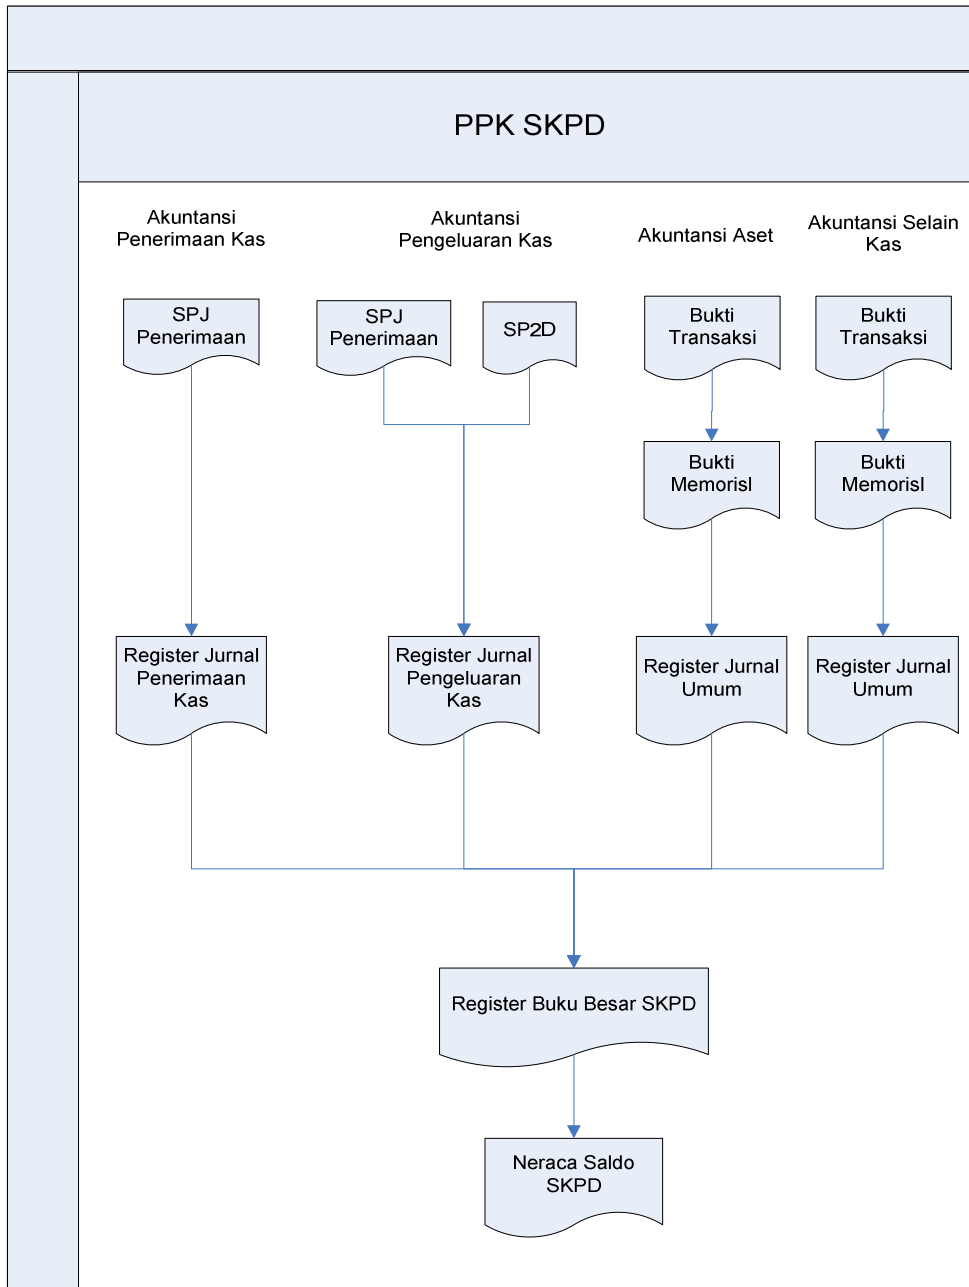 PPK SKPD
Akuntansi
Penerimaan Kas
Akuntansi
Pengeluaran Kas
Akuntansi Aset
Akuntansi Selain
Kas
SPJ
Penerimaan
SPJ
Penerimaan
SP2D
Bukti
Transaksi
Bukti
Transaksi
Bukti
MemorisI
Bukti
MemorisI
Register Jurnal
Penerimaan
Kas
Register Jurnal
Pengeluaran
Kas
Register Jurnal
Umum
Register Jurnal
Umum
Register Buku Besar SKPD
Neraca Saldo
SKPD